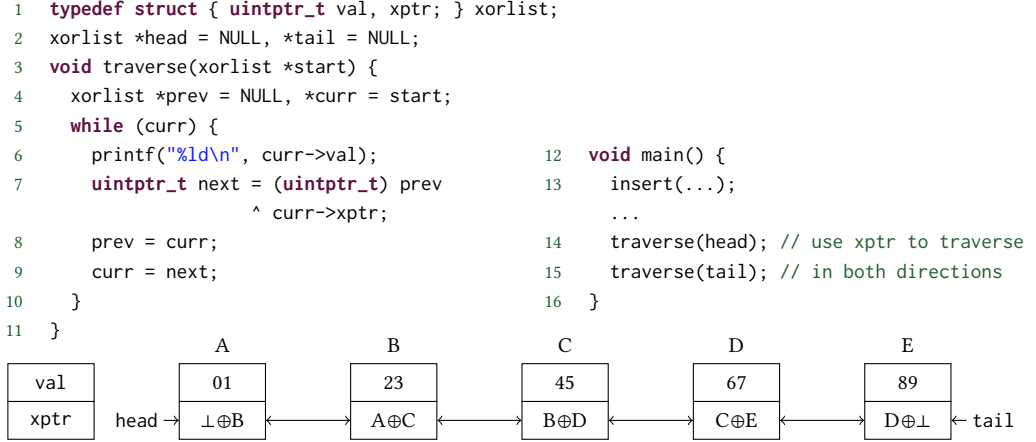 1 typedef struct { uintptr_t val, xptr; } xorlist;
2 xorlist *head = NULL, *tail = NULL;
3 void traverse(xorlist *start) {
4 xorlist *prev = NULL, *curr = start;
5 while (curr) {
6 printf("%ld\n", curr->val);
7 uintptr_t next = (uintptr_t) prev
^ curr->xptr;
8 prev = curr;
9 curr = next;
10 }
11 }
12 void main() {
13 insert(...);
...
14 traverse(head); // use xptr to traverse
15 traverse(tail); // in both directions
16 }
A B C D E
val 01 23 45 67 89
xptr head → ⊥⊕B A⊕C B⊕D C⊕E D⊕⊥ ← tail